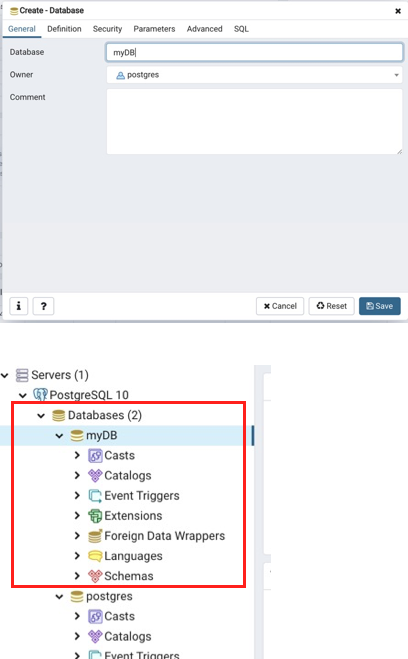 Create - Database
General Definition Security Parameters Advanced SQL
Database myDB
Owner postgres
Comment
i ? Cancel Reset Save
Servers (1)
PostgreSQL 10
Databases (2)
myDB
Casts
Catalogs
Event Triggers
Extensions
Foreign Data Wrappers
Languages
Schemas
postgres
Casts
Catalogs
Event Triggers